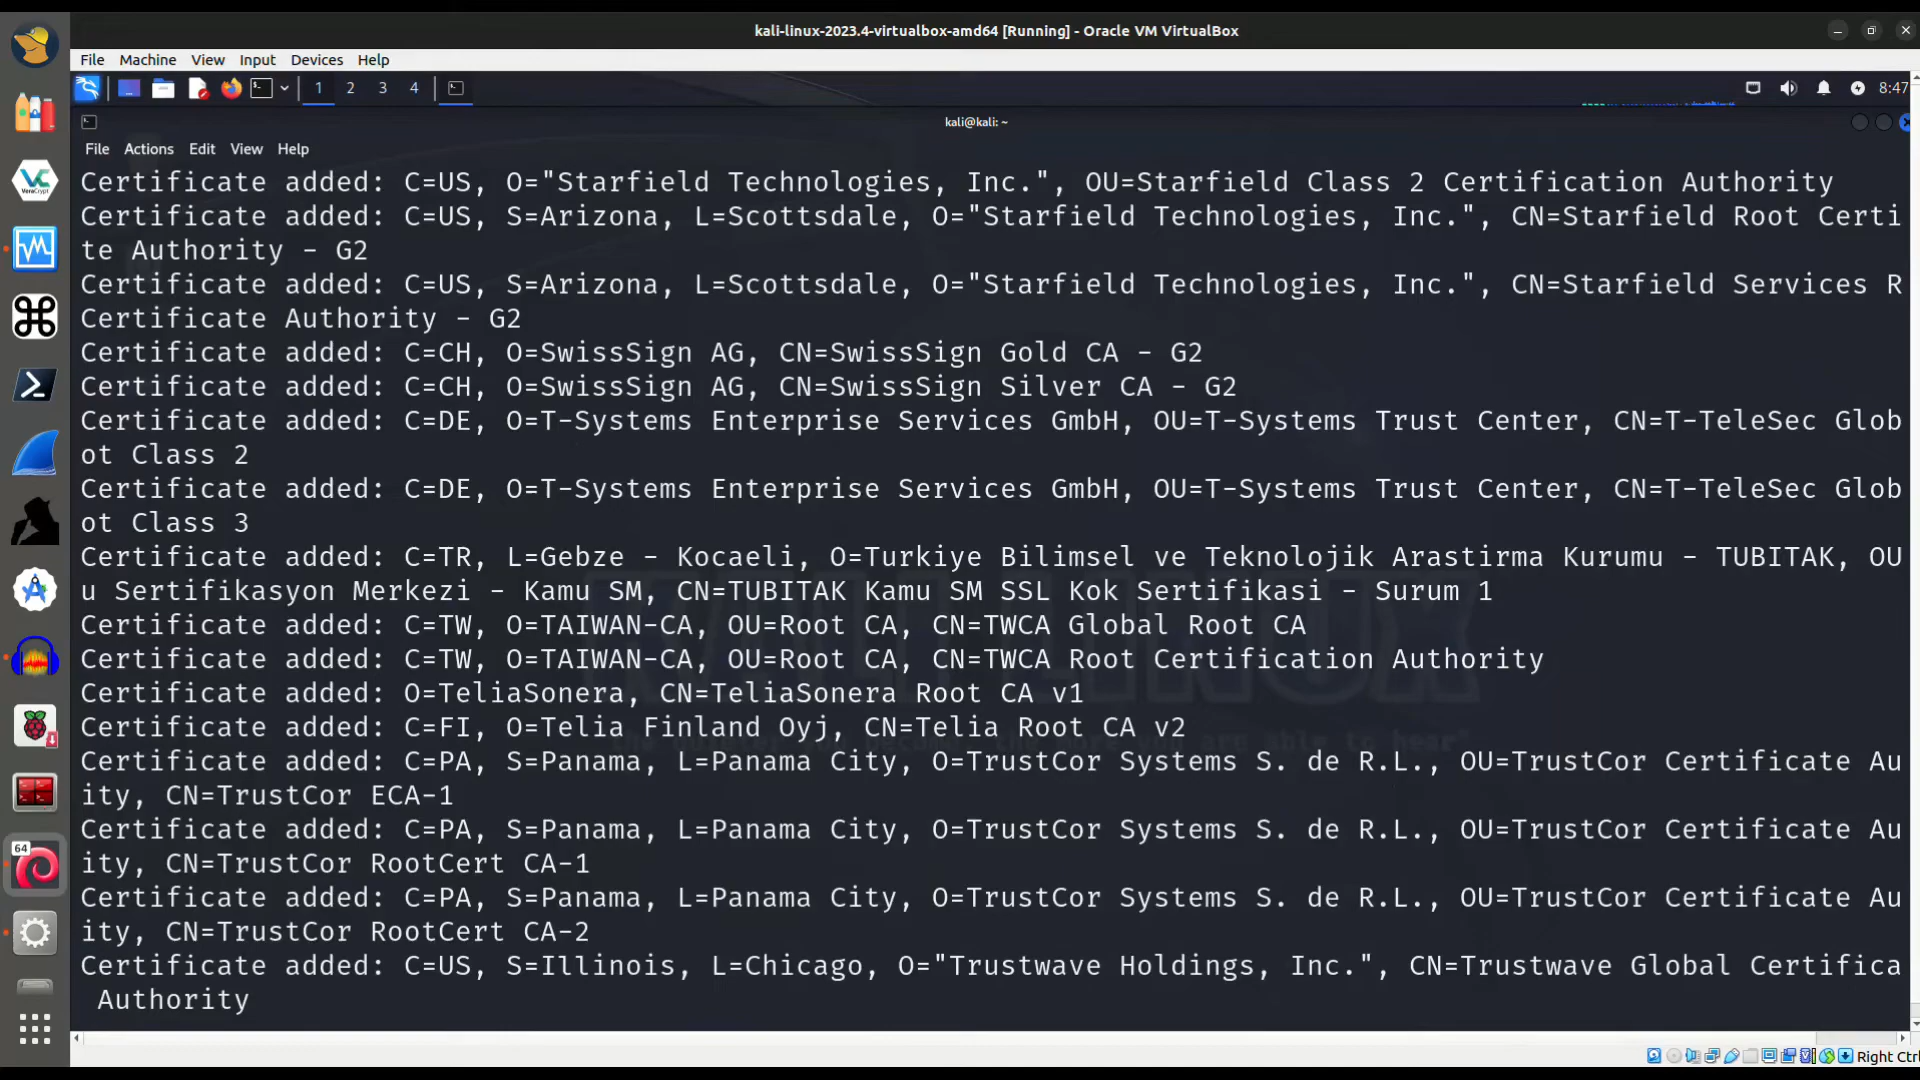 kali-linux-2023.4-virtualbox-amd64 [Running] - Oracle VM VirtualBox
File Machine View Input Devices Help
1 2 3 4 8:47
kali@kali: ~
File Actions Edit View Help
Certificate added: C=US, O="Starfield Technologies, Inc.", OU=Starfield Class 2 Certification Authority
Certificate added: C=US, S=Arizona, L=Scottsdale, O="Starfield Technologies, Inc.", CN=Starfield Root Certi
te Authority - G2
Certificate added: C=US, S=Arizona, L=Scottsdale, O="Starfield Technologies, Inc.", CN=Starfield Services R
Certificate Authority - G2
Certificate added: C=CH, O=SwissSign AG, CN=SwissSign Gold CA - G2
Certificate added: C=CH, O=SwissSign AG, CN=SwissSign Silver CA - G2
Certificate added: C=DE, O=T-Systems Enterprise Services GmbH, OU=T-Systems Trust Center, CN=T-TeleSec Glob
ot Class 2
Certificate added: C=DE, O=T-Systems Enterprise Services GmbH, OU=T-Systems Trust Center, CN=T-TeleSec Glob
ot Class 3
Certificate added: C=TR, L=Gebze - Kocaeli, O=Turkiye Bilimsel ve Teknolojik Arastirma Kurumu - TUBITAK, OU
u Sertifikasyon Merkezi - Kamu SM, CN=TUBITAK Kamu SM SSL Kok Sertifikasi - Surum 1
Certificate added: C=TW, O=TAIWAN-CA, OU=Root CA, CN=TWCA Global Root CA
Certificate added: C=TW, O=TAIWAN-CA, OU=Root CA, CN=TWCA Root Certification Authority
Certificate added: O=TeliaSonera, CN=TeliaSonera Root CA v1
Certificate added: C=FI, O=Telia Finland Oyj, CN=Telia Root CA v2
Certificate added: C=PA, S=Panama, L=Panama City, O=TrustCor Systems S. de R.L., OU=TrustCor Certificate Au
ity, CN=TrustCor ECA-1
Certificate added: C=PA, S=Panama, L=Panama City, O=TrustCor Systems S. de R.L., OU=TrustCor Certificate Au
ity, CN=TrustCor RootCert CA-1
Certificate added: C=PA, S=Panama, L=Panama City, O=TrustCor Systems S. de R.L., OU=TrustCor Certificate Au
ity, CN=TrustCor RootCert CA-2
Certificate added: C=US, S=Illinois, L=Chicago, O="Trustwave Holdings, Inc.", CN=Trustwave Global Certifica
Authority
VeraCrypt
64
Right Ctrl